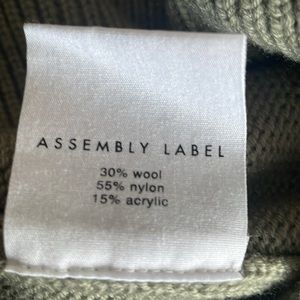 ASSEMBLY LABEL
30% wool
55% nylon
15% acrylic